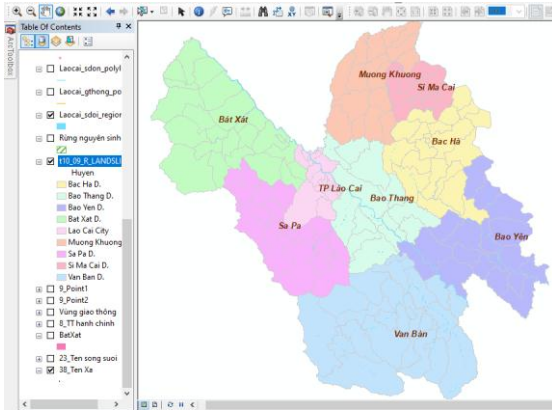 Table Of Contents
ArcToolbox
Laocai_sdon_polyl
Laocai_gthong_po
Laocai_sdoi_region
Rừng nguyên sinh
t10_09_R_LANDSLI
Huyen
Bac Ha D.
Bao Thang D.
Bao Yen D.
Bat Xat D.
Lao Cai City
Muong Khuong
Sa Pa D.
Si Ma Cai D.
Van Ban D.
9_Point1
9_Point2
Vùng giao thông
8_TT hanh chinh
BatXat
23_Ten song suoi
38_Ten Xa
Muong Khuong
Si Ma Cai
Bát Xát
Bac Hà
TP Lào Cai
Bao Thang
Sa Pa
Bao Yên
Van Bàn